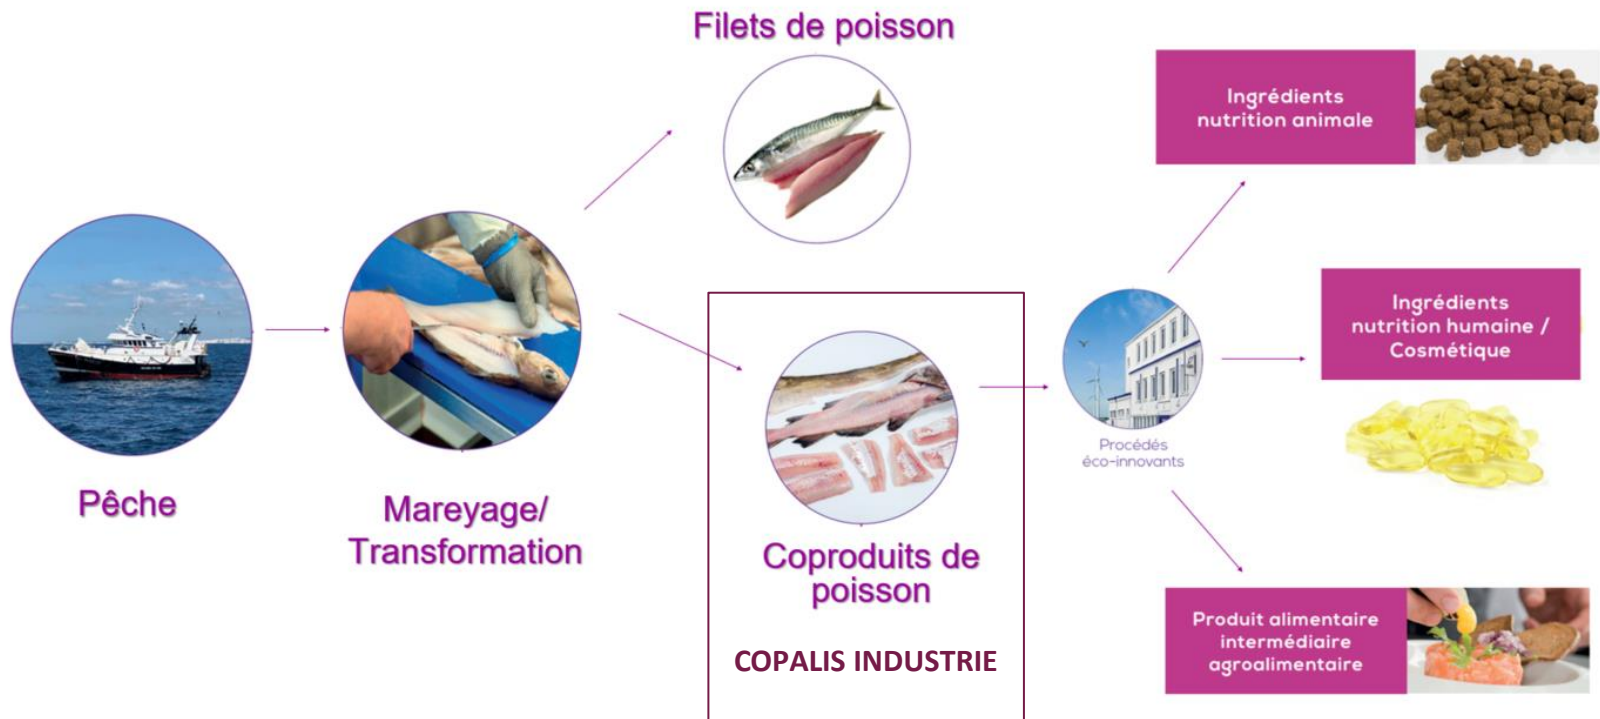 Filets de poisson
Ingrédients
nutrition animale
Pêche
Mareyage/
Transformation
Coproduits de
poisson
COPALIS INDUSTRIE
Procédés
éco-innovants
Ingrédients
nutrition humaine /
Cosmétique
Produit alimentaire
intermédiaire
agroalimentaire